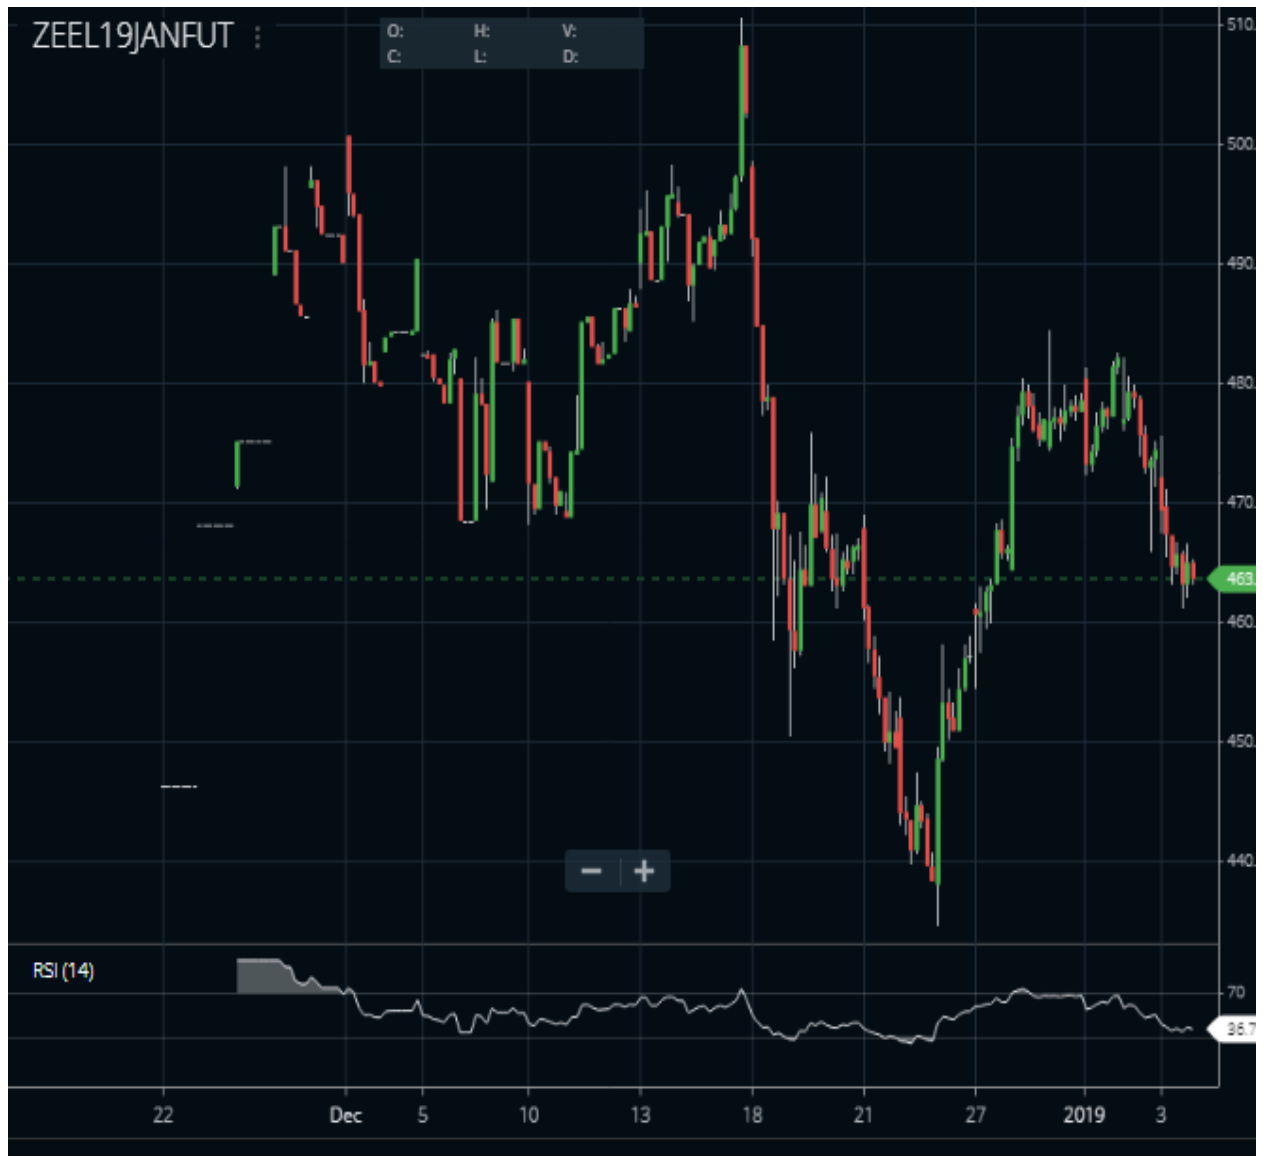 ZEEL19JANFUT
O: H: V:
C: L: D:
510.
500.
490.
480.
470.
463.
460.
450.
440.
RSI (14)
70
36.7
22 Dec 5 10 13 18 21 27 2019 3